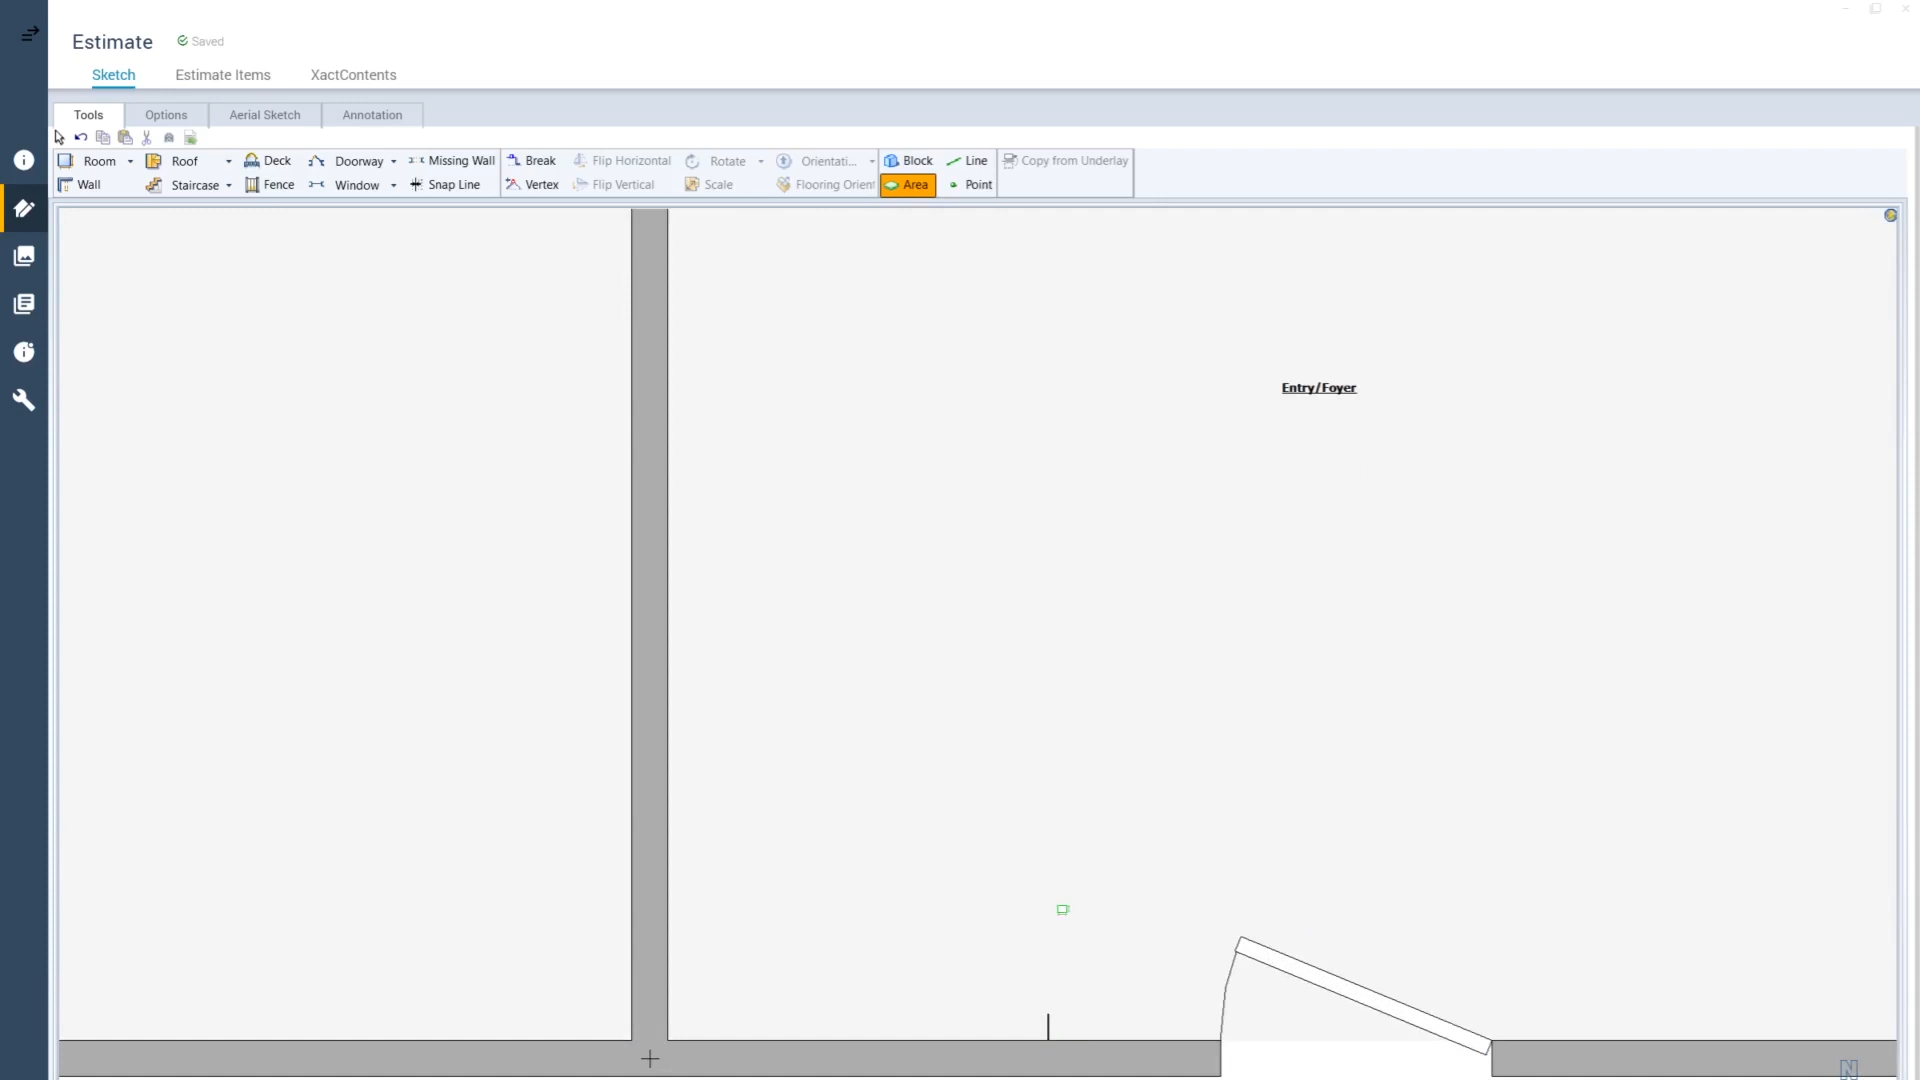 Estimate Saved
Sketch Estimate Items XactContents
Tools Options Aerial Sketch Annotation
Room Roof Deck Doorway Missing Wall Break Flip Horizontal Rotate Orientati... Block Line Copy from Underlay
Wall Staircase Fence Window Snap Line Vertex Flip Vertical Scale Flooring Orient Area Point
Entry/Foyer
N